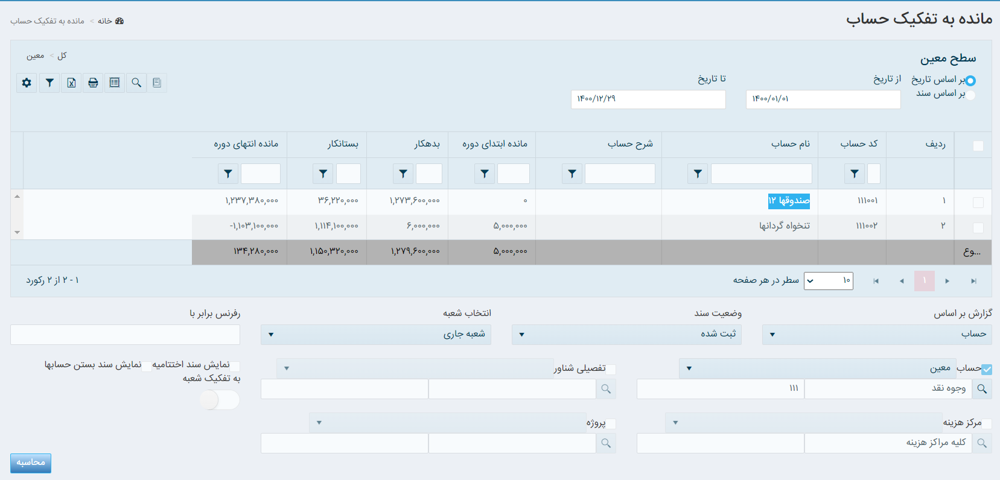 مانده به تفکیک حساب
خانه > مانده به تفکیک حساب
سطح معین
کل > معین
بر اساس تاریخ
بر اساس سند
از تاریخ
۱۴۰۰/۰۱/۰۱
تا تاریخ
۱۴۰۰/۱۲/۲۹
ردیف کد حساب نام حساب شرح حساب مانده ابتدای دوره بدهکار بستانکار مانده انتهای دوره
۱ ۱۱۱۰۰۱ صندوقها ۱۲ ۰ ۱,۲۷۳,۶۰۰,۰۰۰ ۳۶,۲۲۰,۰۰۰ ۱,۲۳۷,۳۸۰,۰۰۰
۲ ۱۱۱۰۰۲ تنخواه گردانها ۵,۰۰۰,۰۰۰ ۶,۰۰۰,۰۰۰ ۱,۱۱۴,۱۰۰,۰۰۰ -۱,۱۰۳,۱۰۰,۰۰۰
...وع ۵,۰۰۰,۰۰۰ ۱,۲۷۹,۶۰۰,۰۰۰ ۱,۱۵۰,۳۲۰,۰۰۰ ۱۳۴,۲۸۰,۰۰۰
۱ ۱۰ سطر در هر صفحه ۱ - ۲ از ۲ رکورد
گزارش بر اساس وضعیت سند انتخاب شعبه رفرنس برابر با
حساب ثبت شده شعبه جاری
حساب معین تفصیلی شناور نمایش سند اختتامیه نمایش سند بستن حسابها
به تفکیک شعبه
وجوه نقد ۱۱۱
مرکز هزینه پروژه
کلیه مراکز هزینه
محاسبه